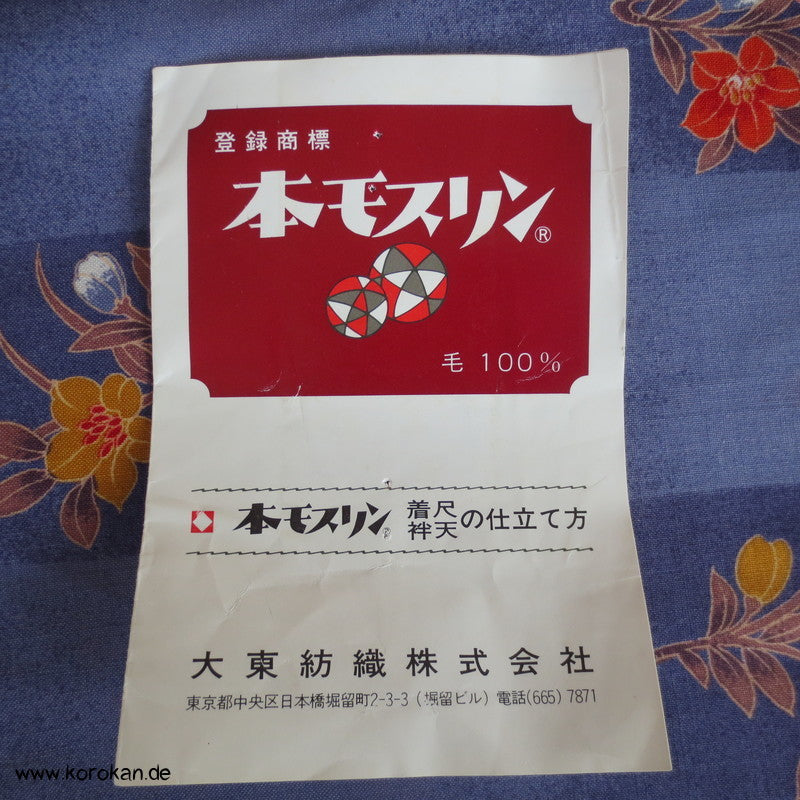 登録商標
本モスリン®
毛 100%
本モスリン® 着尺 袢天 の仕立て方
大東紡織株式会社
東京都中央区日本橋堀留町2-3-3（堀留ビル）電話(665) 7871
www.korokan.de